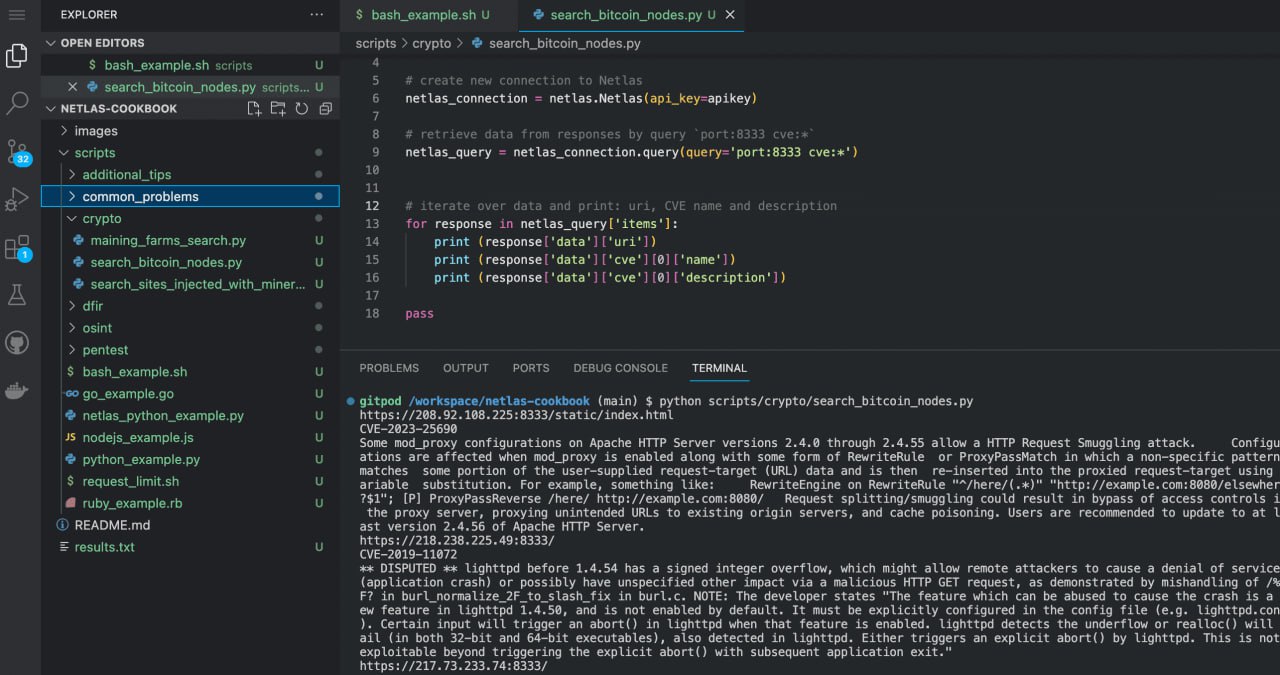 EXPLORER
OPEN EDITORS
$ bash_example.sh scripts U
search_bitcoin_nodes.py scripts... U
NETLAS-COOKBOOK
images
scripts
additional_tips
common_problems
crypto
maining_farms_search.py U
search_bitcoin_nodes.py U
search_sites_injected_with_miner... U
dfir
osint
pentest
$ bash_example.sh U
GO go_example.go U
netlas_python_example.py U
JS nodejs_example.js U
python_example.py U
$ request_limit.sh U
ruby_example.rb U
README.md
results.txt U
32
1
$ bash_example.sh U
search_bitcoin_nodes.py U
scripts > crypto > search_bitcoin_nodes.py
4
5 # create new connection to Netlas
6 netlas_connection = netlas.Netlas(api_key=apikey)
7
8 # retrieve data from responses by query `port:8333 cve:*`
9 netlas_query = netlas_connection.query(query='port:8333 cve:*')
10
11
12 # iterate over data and print: uri, CVE name and description
13 for response in netlas_query['items']:
14 print (response['data']['uri'])
15 print (response['data']['cve'][0]['name'])
16 print (response['data']['cve'][0]['description'])
17
18 pass
PROBLEMS OUTPUT PORTS DEBUG CONSOLE TERMINAL
gitpod /workspace/netlas-cookbook (main) $ python scripts/crypto/search_bitcoin_nodes.py
https://208.92.108.225:8333/static/index.html
CVE-2023-25690
Some mod_proxy configurations on Apache HTTP Server versions 2.4.0 through 2.4.55 allow a HTTP Request Smuggling attack. Configu
ations are affected when mod_proxy is enabled along with some form of RewriteRule or ProxyPassMatch in which a non-specific pattern
matches some portion of the user-supplied request-target (URL) data and is then re-inserted into the proxied request-target using
ariable substitution. For example, something like: RewriteEngine on RewriteRule "^/here/(.*)" "http://example.com:8080/elsewher
?$1"; [P] ProxyPassReverse /here/ http://example.com:8080/ Request splitting/smuggling could result in bypass of access controls i
the proxy server, proxying unintended URLs to existing origin servers, and cache poisoning. Users are recommended to update to at l
ast version 2.4.56 of Apache HTTP Server.
https://218.238.225.49:8333/
CVE-2019-11072
** DISPUTED ** lighttpd before 1.4.54 has a signed integer overflow, which might allow remote attackers to cause a denial of service
(application crash) or possibly have unspecified other impact via a malicious HTTP GET request, as demonstrated by mishandling of /%
F? in burl_normalize_2F_to_slash_fix in burl.c. NOTE: The developer states "The feature which can be abused to cause the crash is a
ew feature in lighttpd 1.4.50, and is not enabled by default. It must be explicitly configured in the config file (e.g. lighttpd.con
). Certain input will trigger an abort() in lighttpd when that feature is enabled. lighttpd detects the underflow or realloc() will
ail (in both 32-bit and 64-bit executables), also detected in lighttpd. Either triggers an explicit abort() by lighttpd. This is not
exploitable beyond triggering the explicit abort() with subsequent application exit."
https://217.73.233.74:8333/